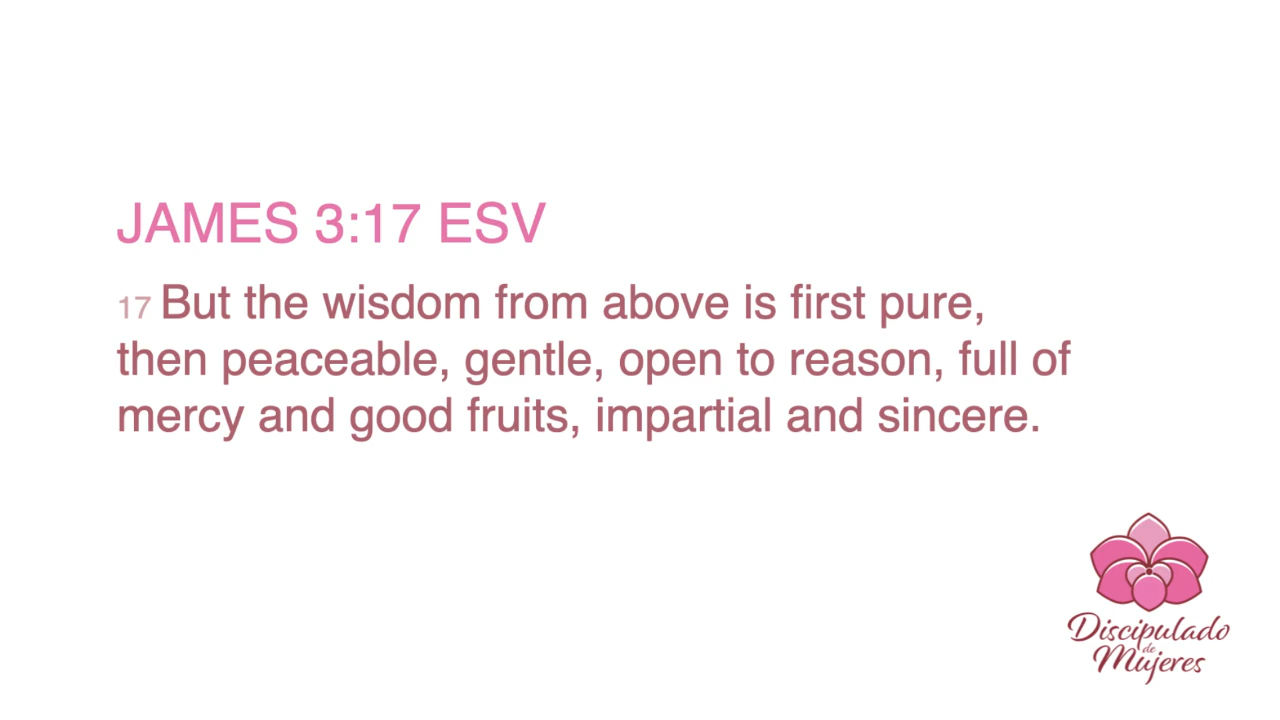 JAMES 3:17 ESV
17 But the wisdom from above is first pure,
then peaceable, gentle, open to reason, full of
mercy and good fruits, impartial and sincere.
Discipulado
de
Mujeres